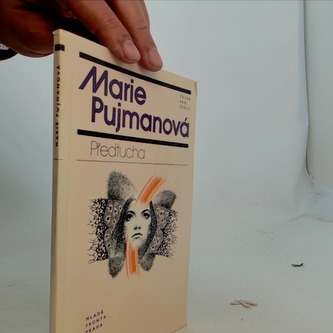 MARIE PUJMANOVÁ
Marie
Pujmanová
Předtucha
MLADÁ
FRONTA
PRAHA